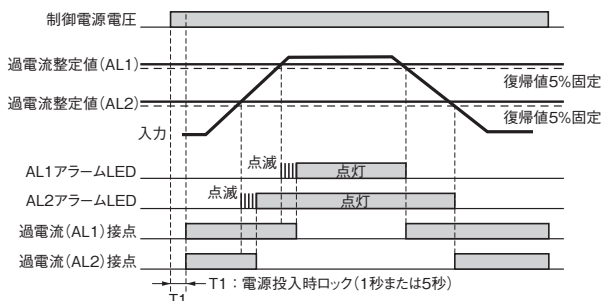 制御電源電圧
過電流整定値(AL1)
復帰値5%固定
過電流整定値(AL2)
復帰値5%固定
入力
点滅
AL1アラームLED
点灯
点滅
AL2アラームLED
点灯
過電流(AL1)接点
過電流(AL2)接点
T1:電源投入時ロック(1秒または5秒)
T1